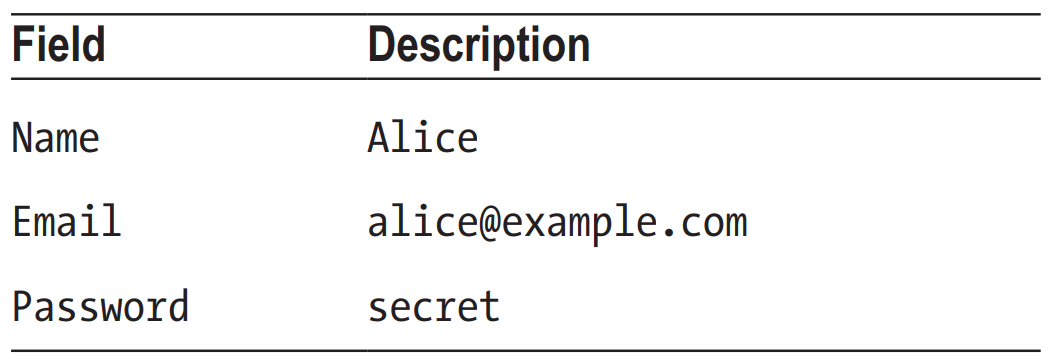 Field Description
Name Alice
Email alice@example.com
Password secret